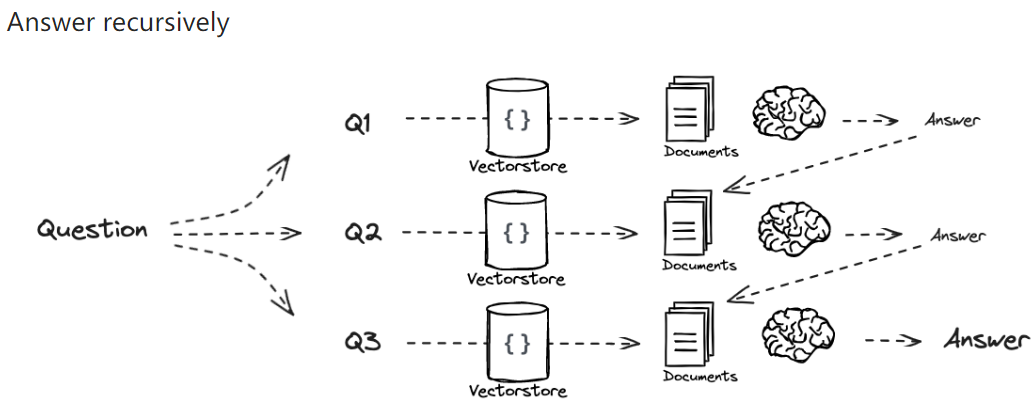 Answer recursively
Q1
{ }
Vectorstore
Documents
Answer
Question
Q2
{ }
Vectorstore
Documents
Answer
Q3
{ }
Vectorstore
Documents
Answer